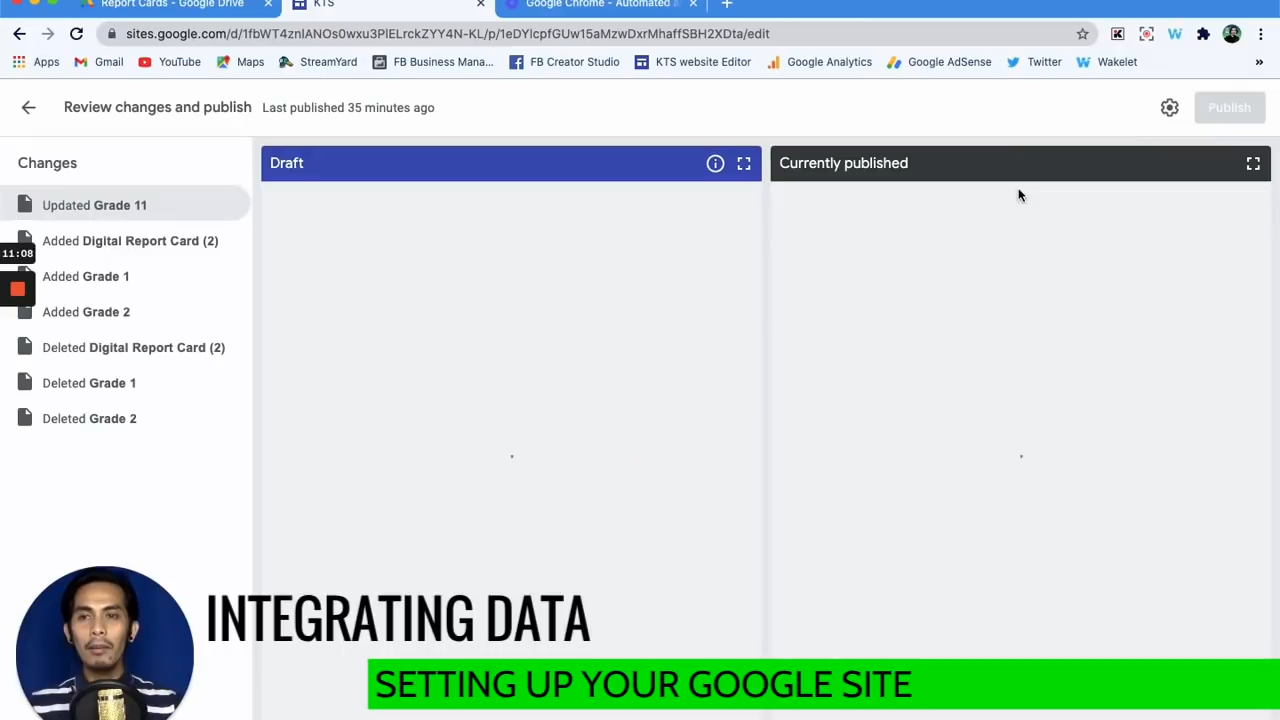 Report Cards - Google Drive
KTS
Google Chrome - Automated a
sites.google.com/d/1fbWT4znlANOs0wxu3PlELrckZYY4N-KL/p/1eDYlcpfGUw15aMzwDxrMhaffSBH2XDta/edit
Apps
Gmail
YouTube
Maps
StreamYard
FB Business Mana...
FB Creator Studio
KTS website Editor
Google Analytics
Google AdSense
Twitter
Wakelet
»
Review changes and publish
Last published 35 minutes ago
Publish
Changes
Draft
Currently published
Updated Grade 11
Added Digital Report Card (2)
11:08
Added Grade 1
Added Grade 2
Deleted Digital Report Card (2)
Deleted Grade 1
Deleted Grade 2
INTEGRATING DATA
SETTING UP YOUR GOOGLE SITE